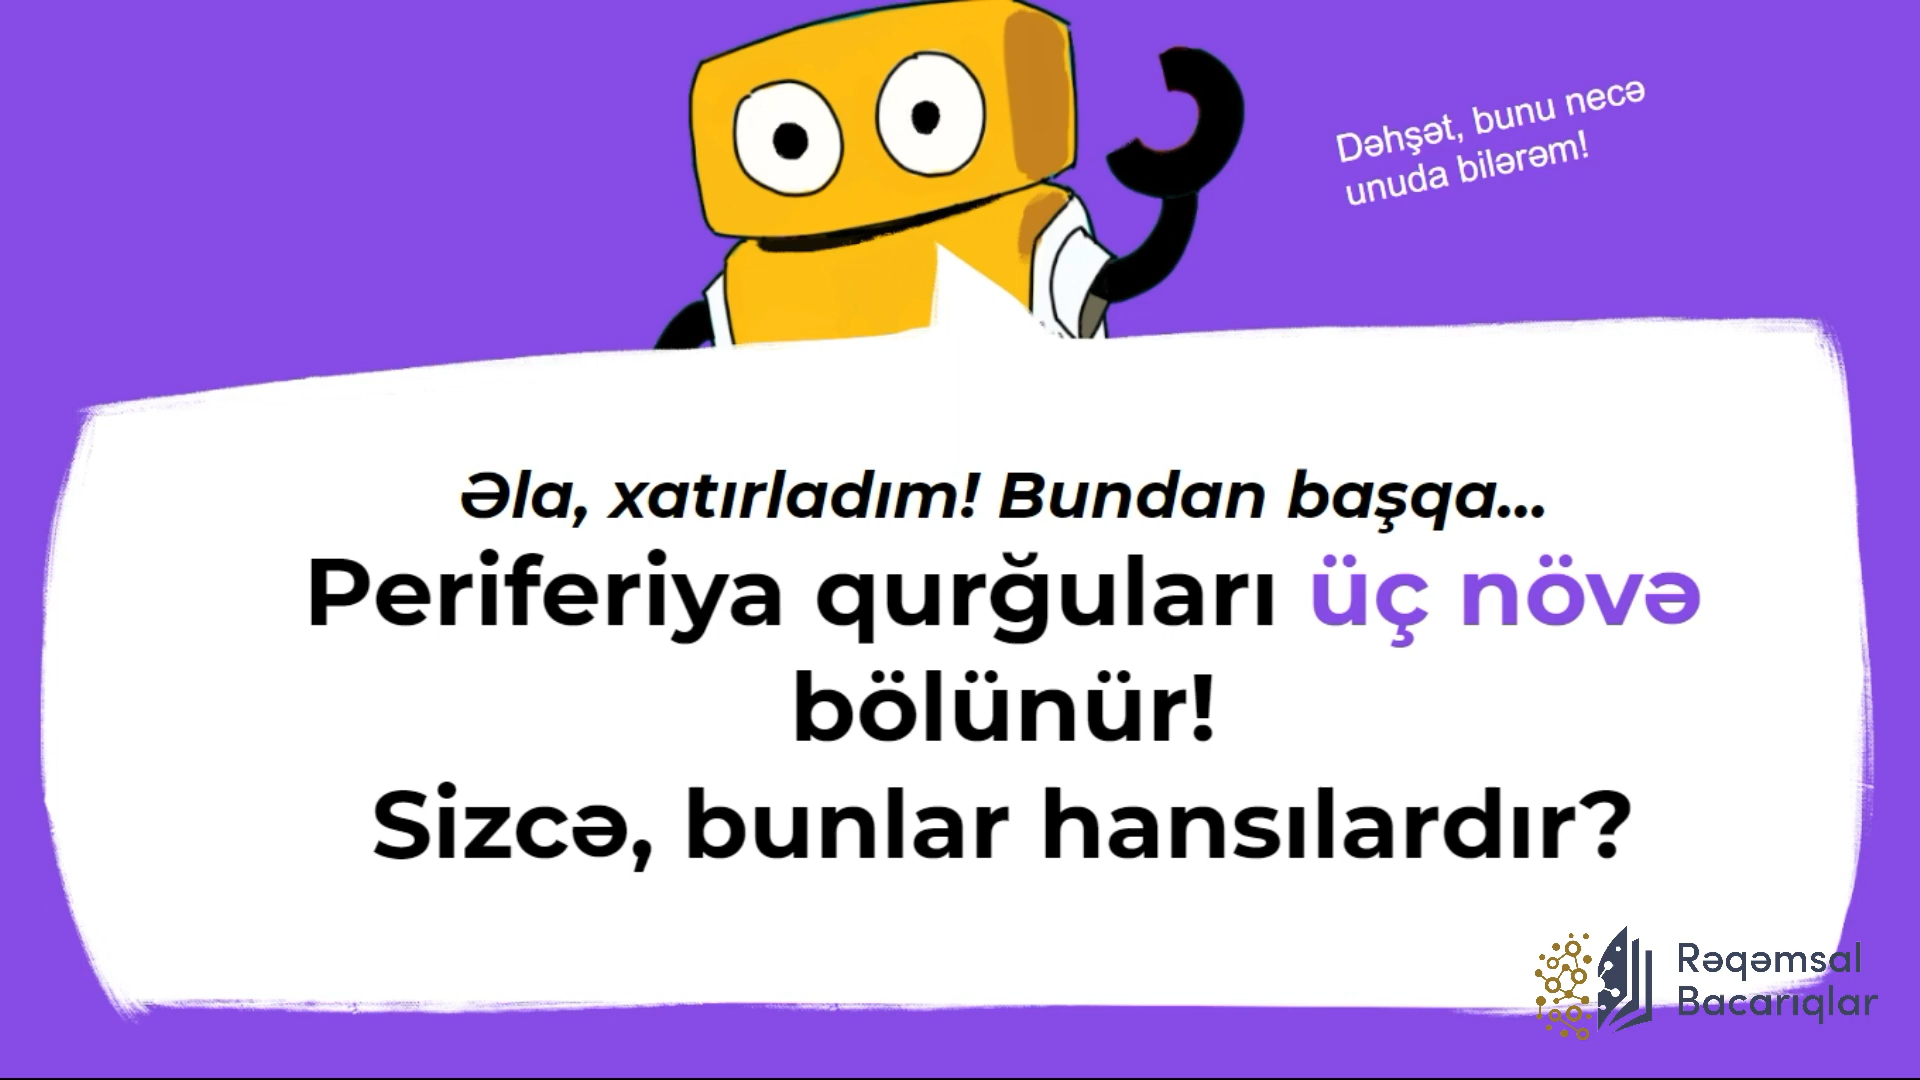 Dəhşət, bunu necə
unuda bilərəm!
Əla, xatırladım! Bundan başqa...
Periferiya qurğuları üç növə
bölünür!
Sizcə, bunlar hansılardır?
Rəqəmsal
Bacarıqlar